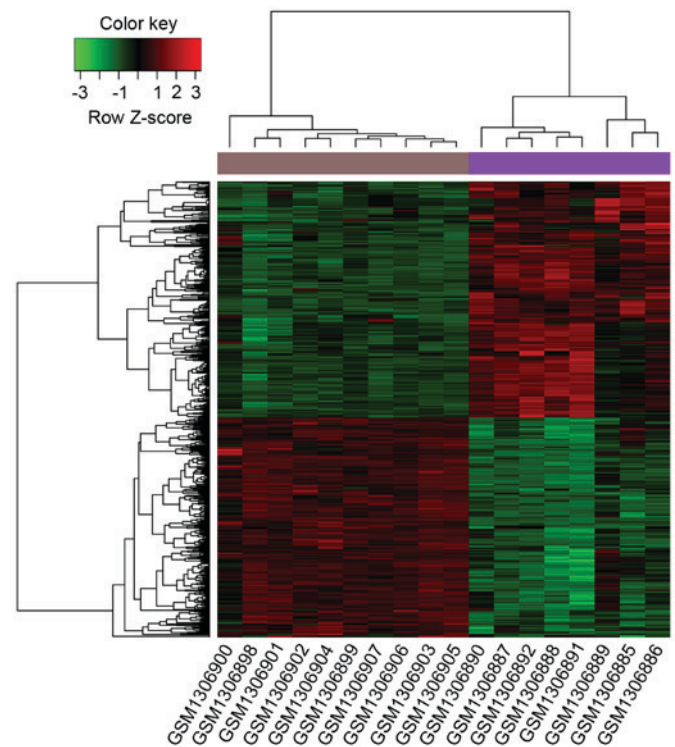 Color key
-3 -1 1 2 3
Row Z-score
GSM1306900
GSM1306898
GSM1306901
GSM1306902
GSM1306904
GSM1306899
GSM1306907
GSM1306906
GSM1306903
GSM1306905
GSM1306890
GSM1306887
GSM1306892
GSM1306888
GSM1306891
GSM1306889
GSM1306885
GSM1306886